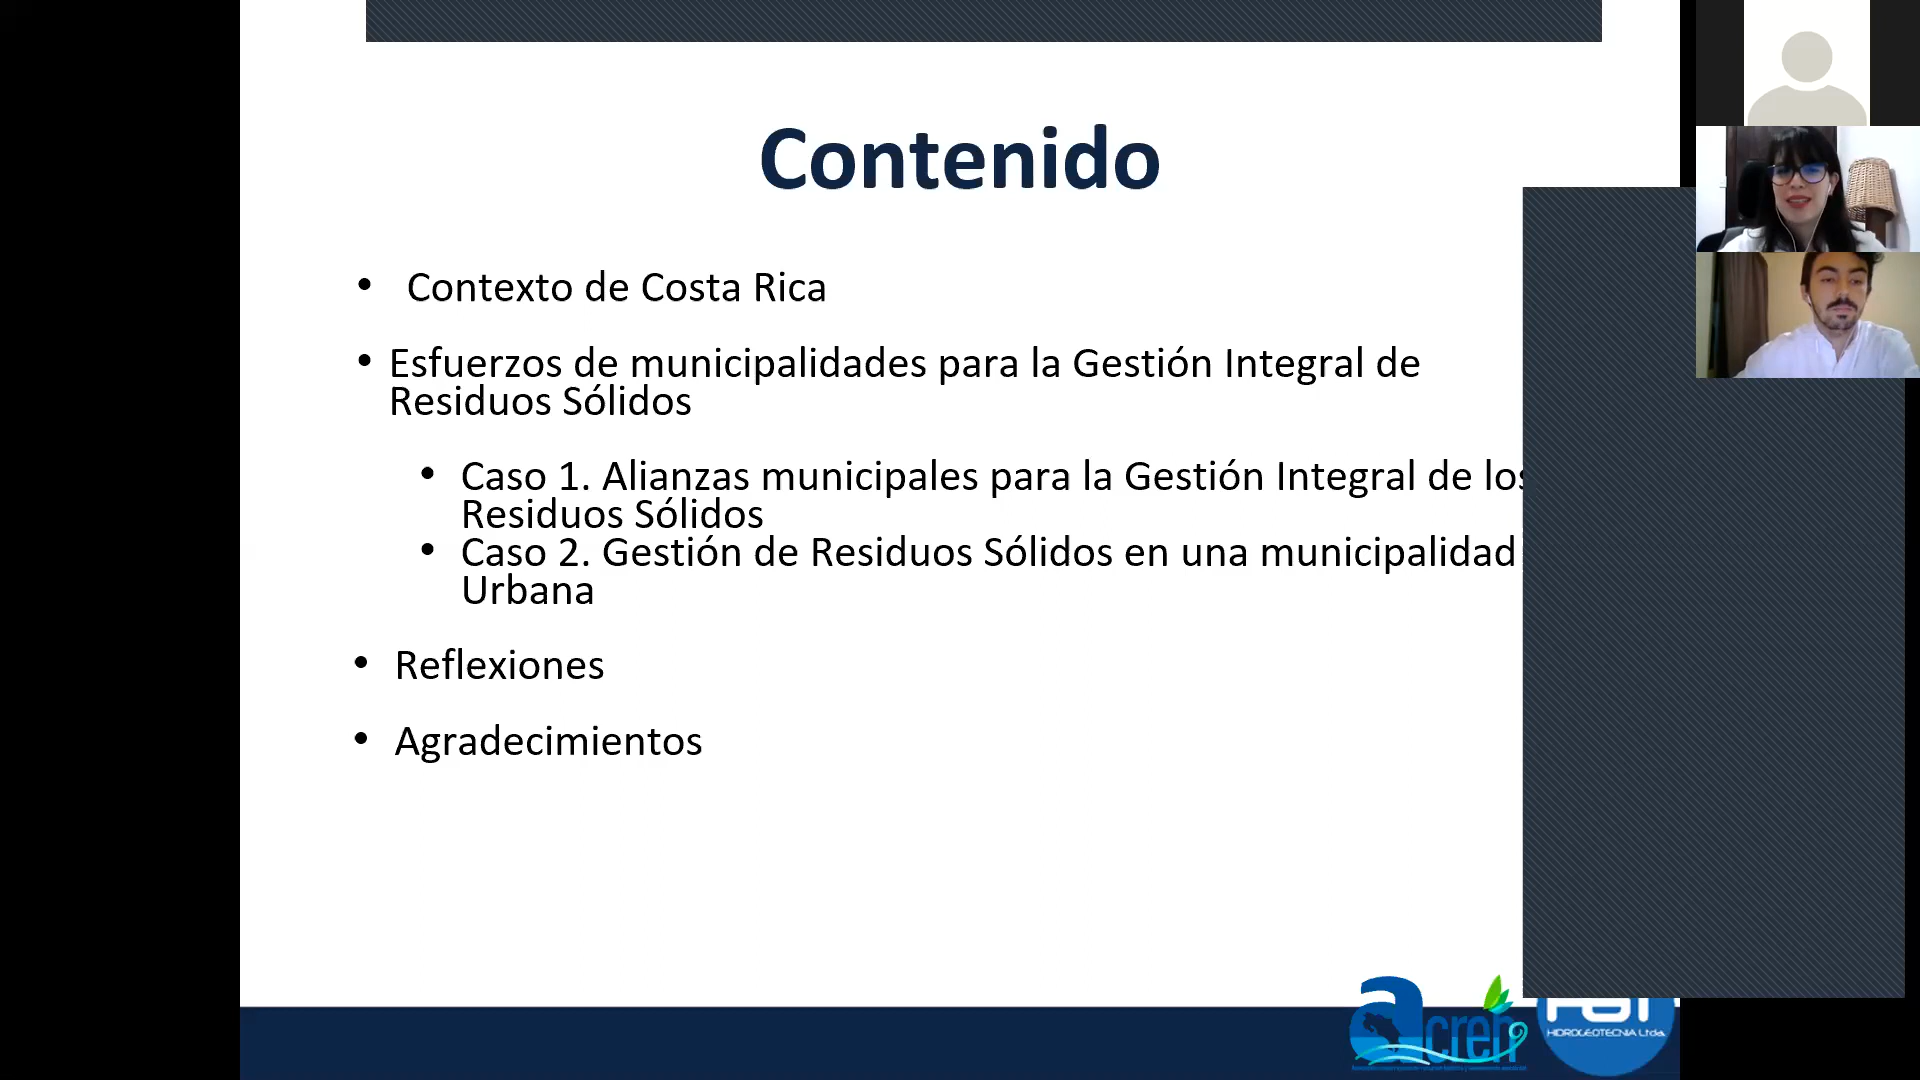 Contenido
• Contexto de Costa Rica
• Esfuerzos de municipalidades para la Gestión Integral de
Residuos Sólidos
• Caso 1. Alianzas municipales para la Gestión Integral de los
Residuos Sólidos
• Caso 2. Gestión de Residuos Sólidos en una municipalidad
Urbana
• Reflexiones
• Agradecimientos
acreh
HIDROGEOTECNIA Ltda.